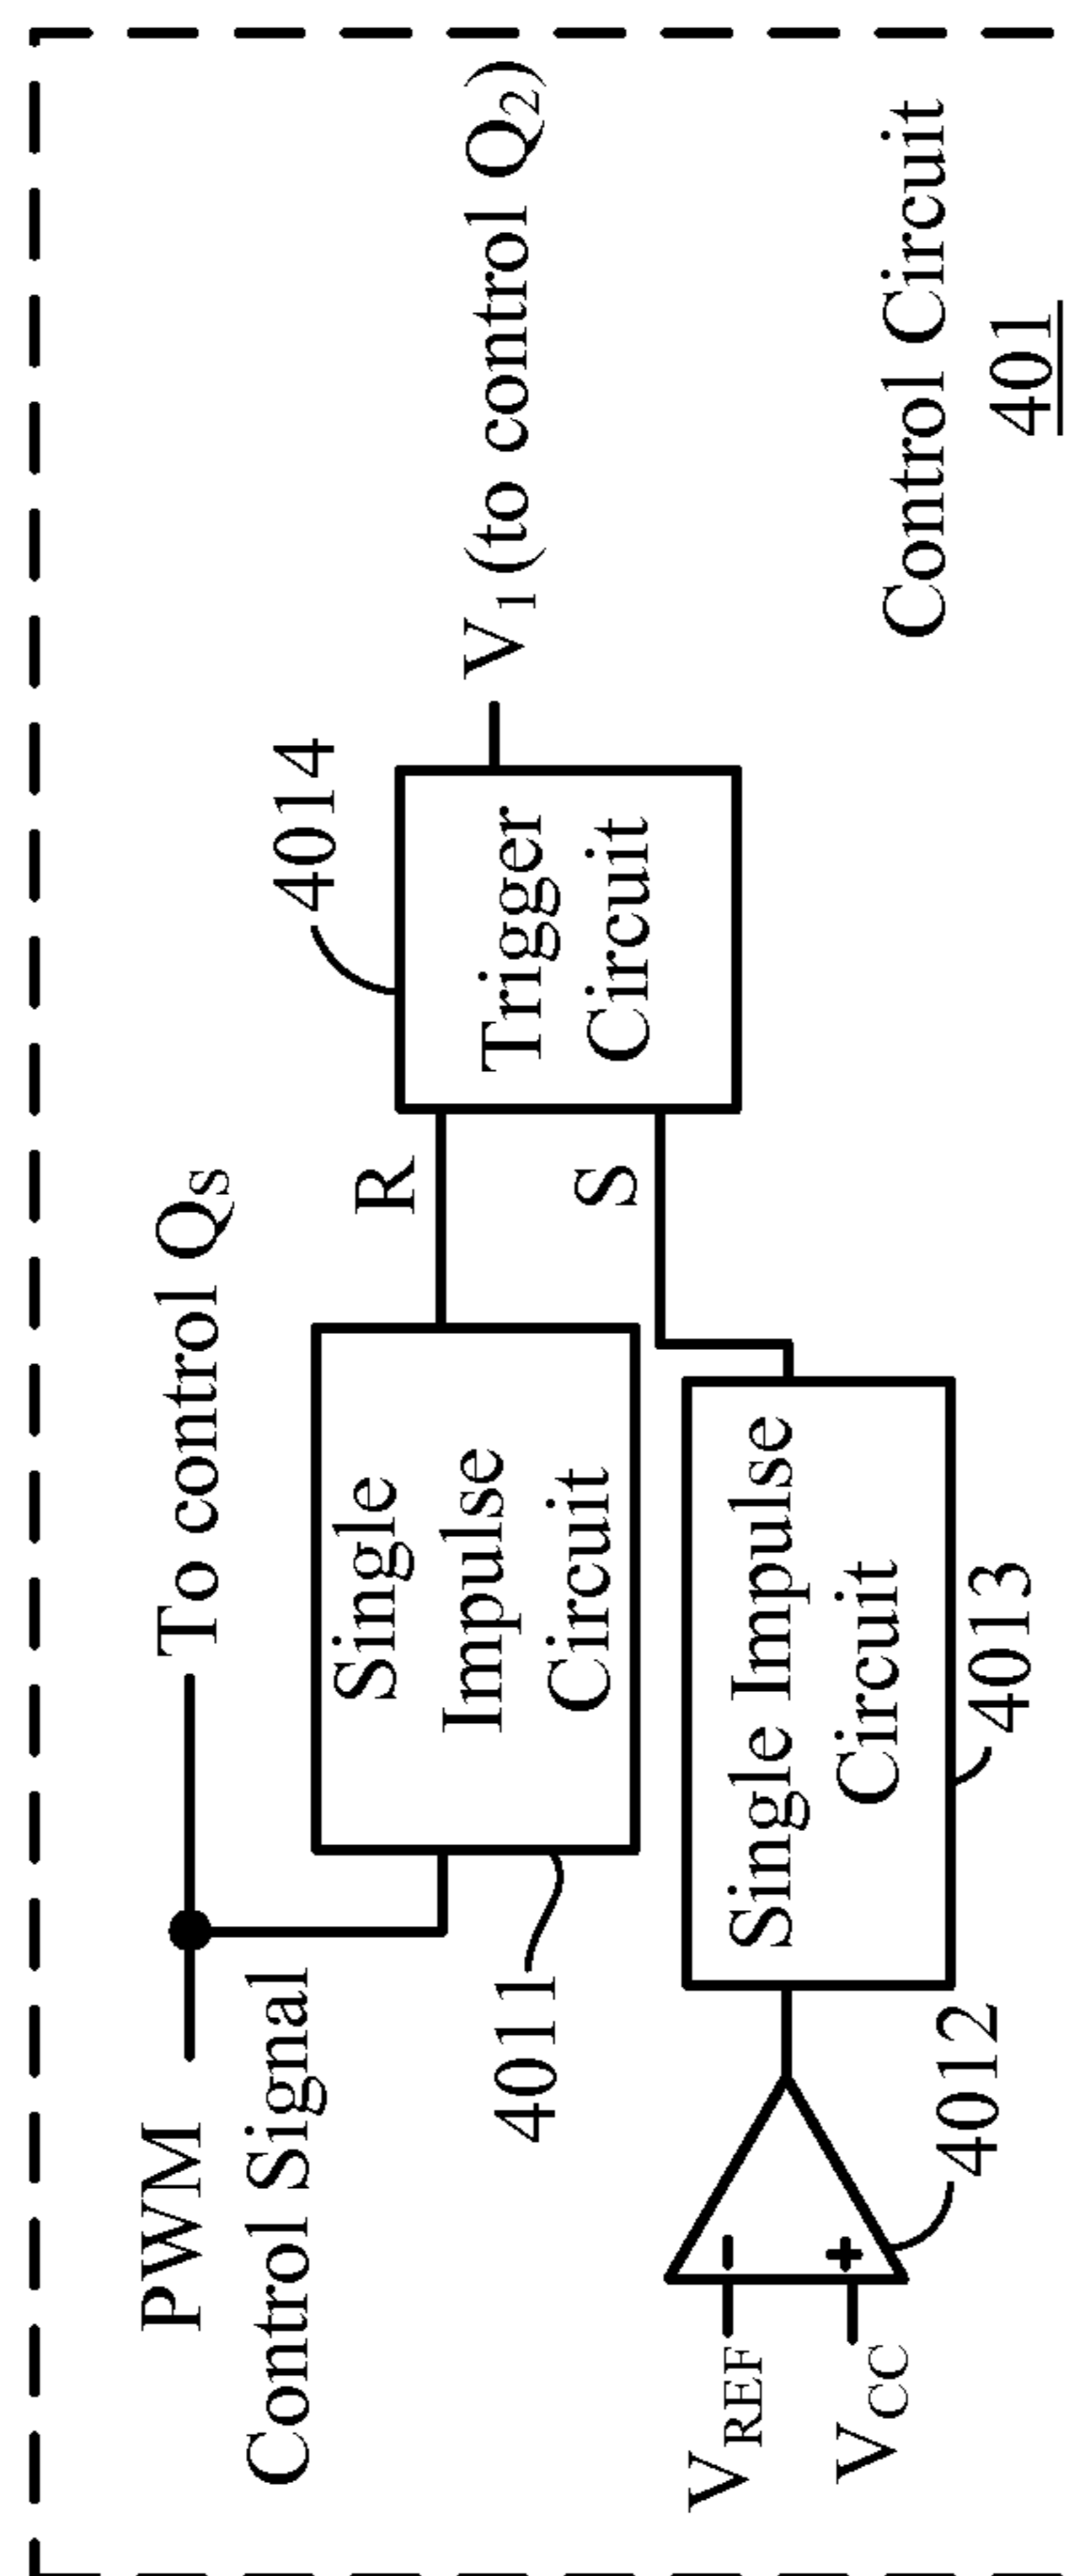 PWM
Control Signal
To control QS
4011
Single
Impulse
Circuit
R
4014
Trigger
Circuit
V1 (to control Q2)
S
VREF
VCC
-
+
4012
Single Impulse
Circuit
4013
Control Circuit
401